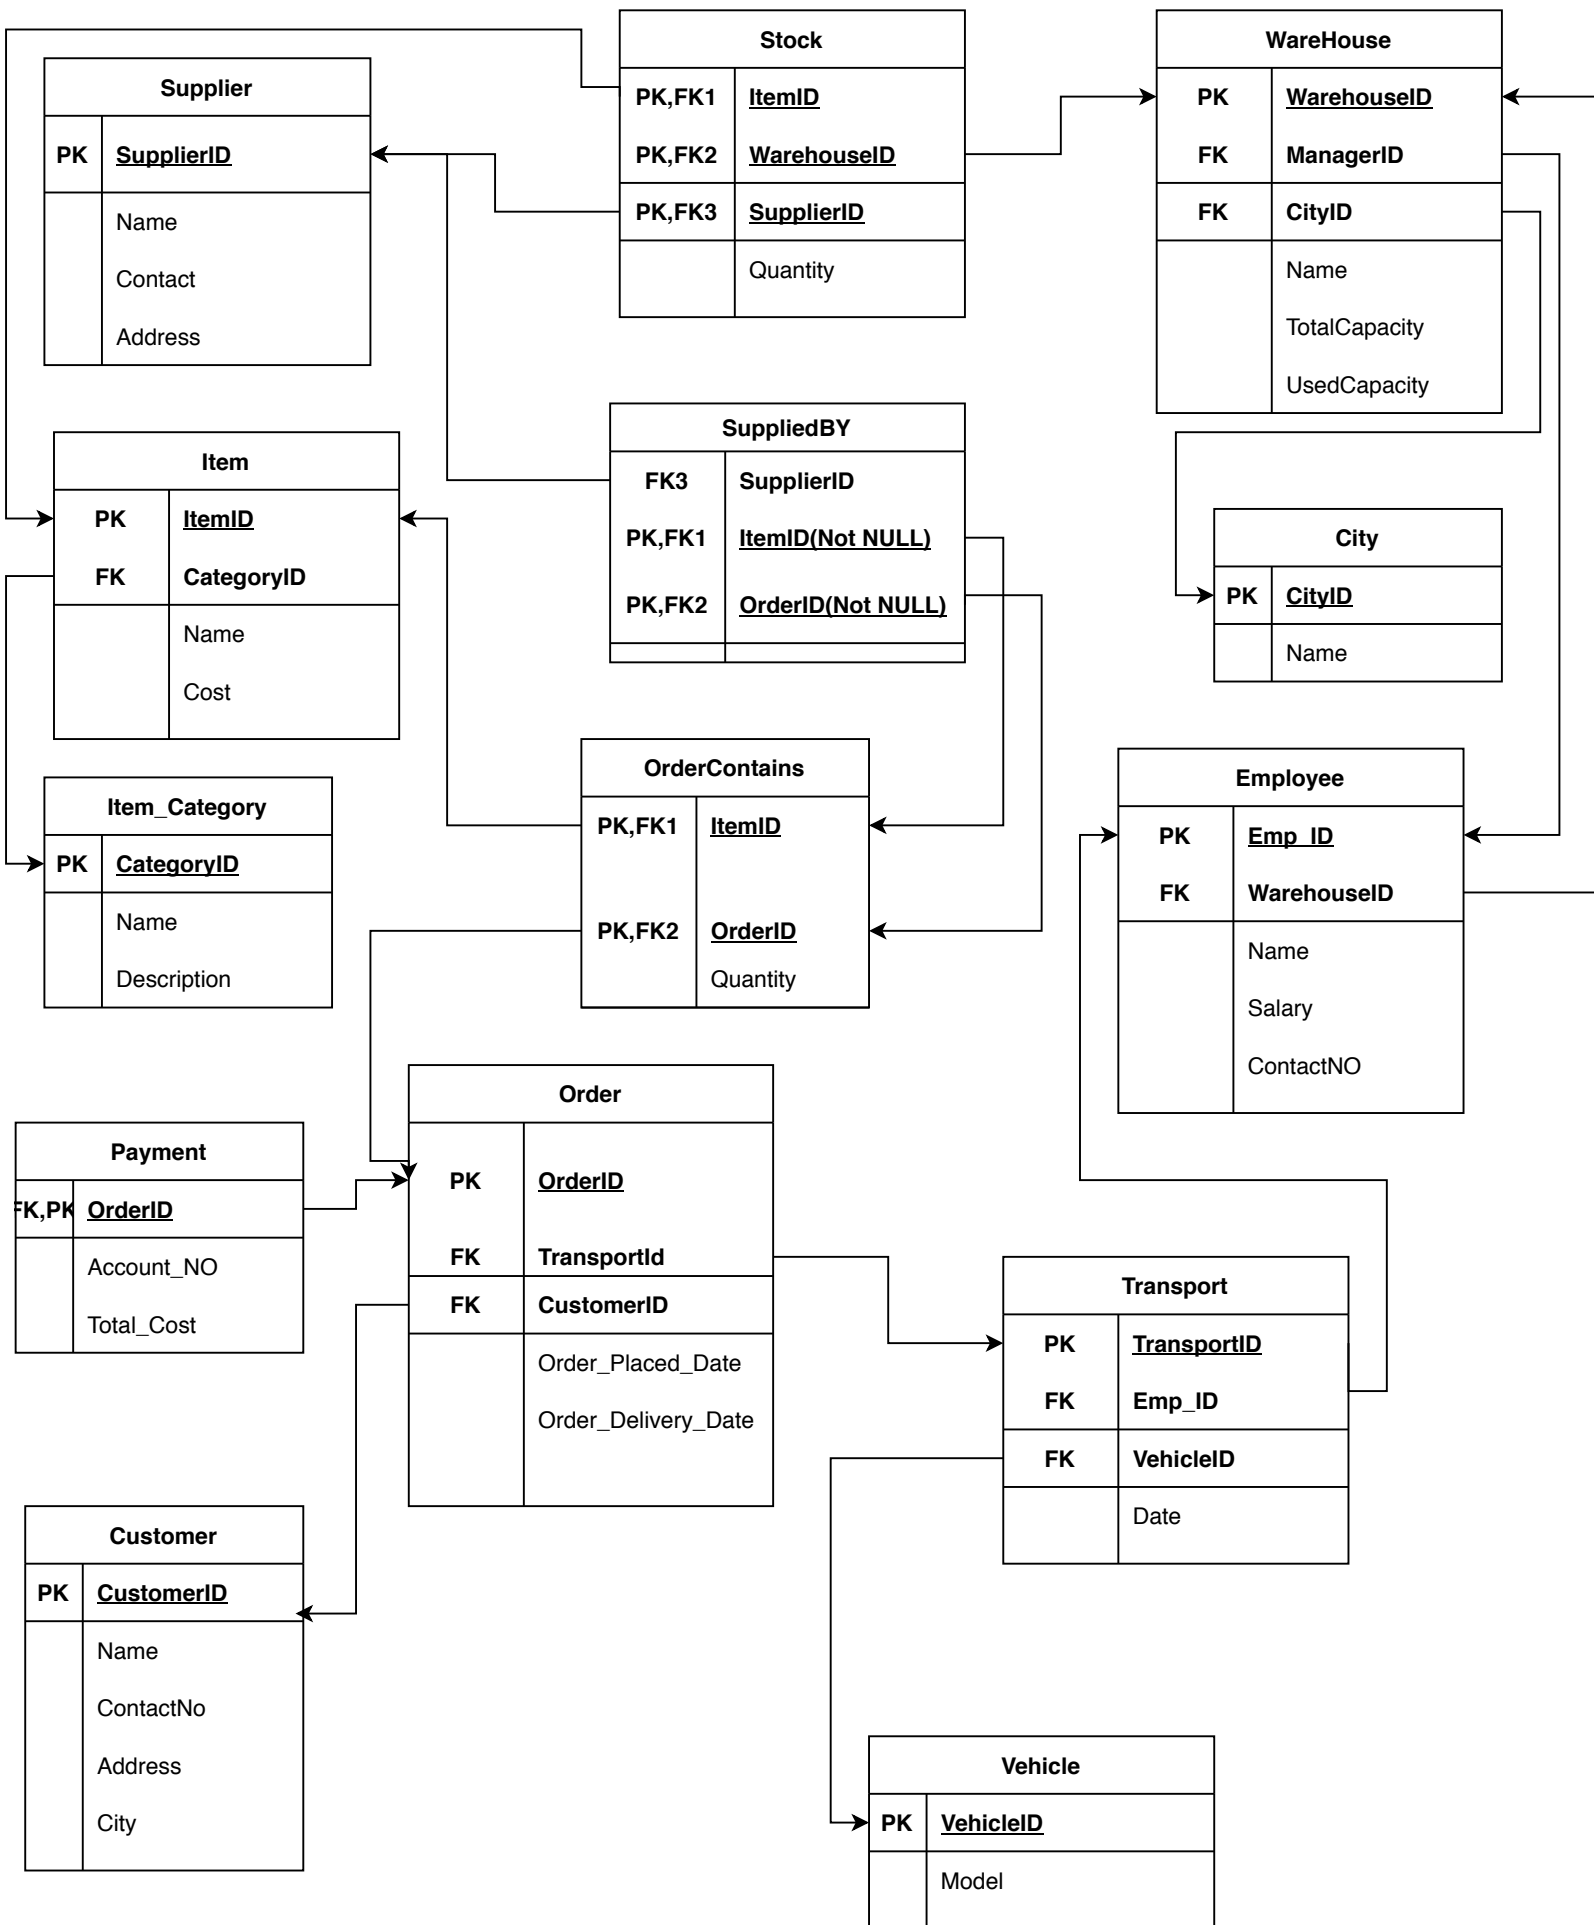 Stock
PK,FK1 ItemID
PK,FK2 WarehouseID
PK,FK3 SupplierID
Quantity
WareHouse
PK WarehouseID
FK ManagerID
FK CityID
Name
TotalCapacity
UsedCapacity
Supplier
PK SupplierID
Name
Contact
Address
SuppliedBY
FK3 SupplierID
PK,FK1 ItemID(Not NULL)
PK,FK2 OrderID(Not NULL)
Item
PK ItemID
FK CategoryID
Name
Cost
City
PK CityID
Name
OrderContains
PK,FK1 ItemID
PK,FK2 OrderID
Quantity
Employee
PK Emp_ID
FK WarehouseID
Name
Salary
ContactNO
Item_Category
PK CategoryID
Name
Description
Order
PK OrderID
FK TransportId
FK CustomerID
Order_Placed_Date
Order_Delivery_Date
Payment
FK,PK OrderID
Account_NO
Total_Cost
Transport
PK TransportID
FK Emp_ID
FK VehicleID
Date
Customer
PK CustomerID
Name
ContactNo
Address
City
Vehicle
PK VehicleID
Model